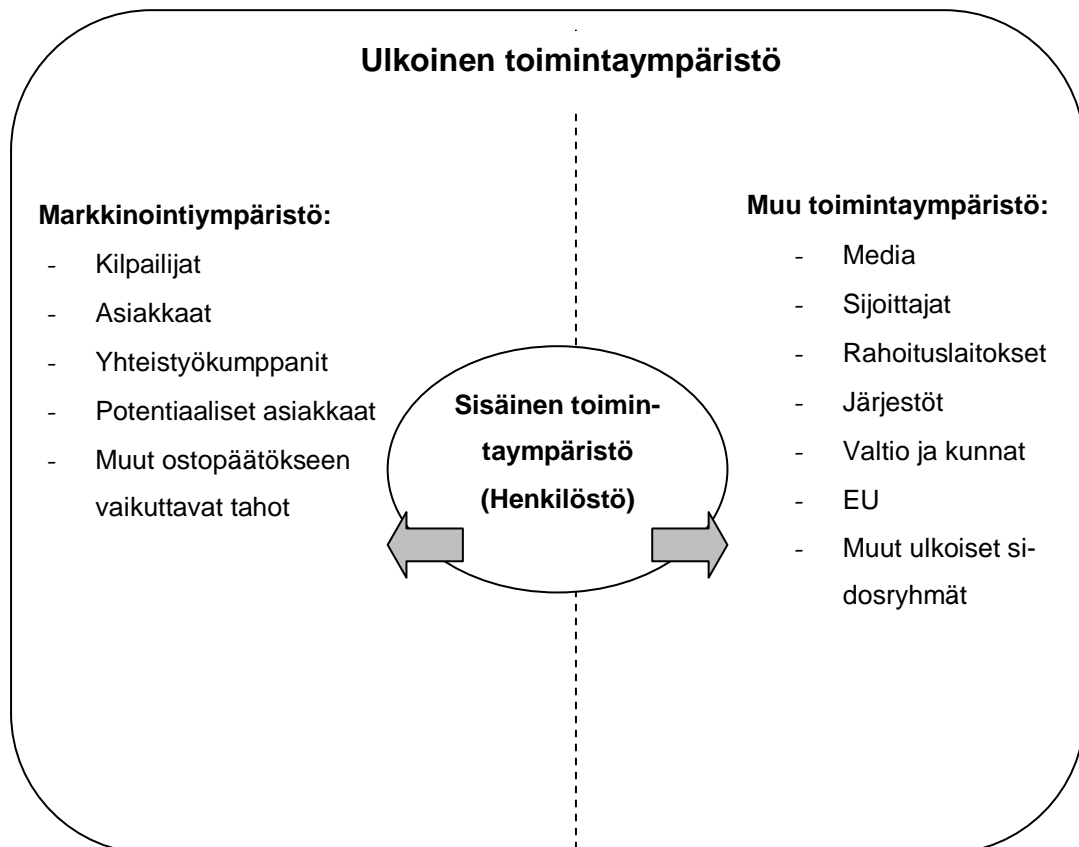 Ulkoinen toimintaympäristö
Markkinointiympäristö:
- Kilpailijat
- Asiakkaat
- Yhteistyökumppanit
- Potentiaaliset asiakkaat
- Muut ostopäätökseen
vaikuttavat tahot
Sisäinen toimin-
taympäristö
(Henkilöstö)
Muu toimintaympäristö:
- Media
- Sijoittajat
- Rahoituslaitokset
- Järjestöt
- Valtio ja kunnat
- EU
- Muut ulkoiset si-
dosryhmät